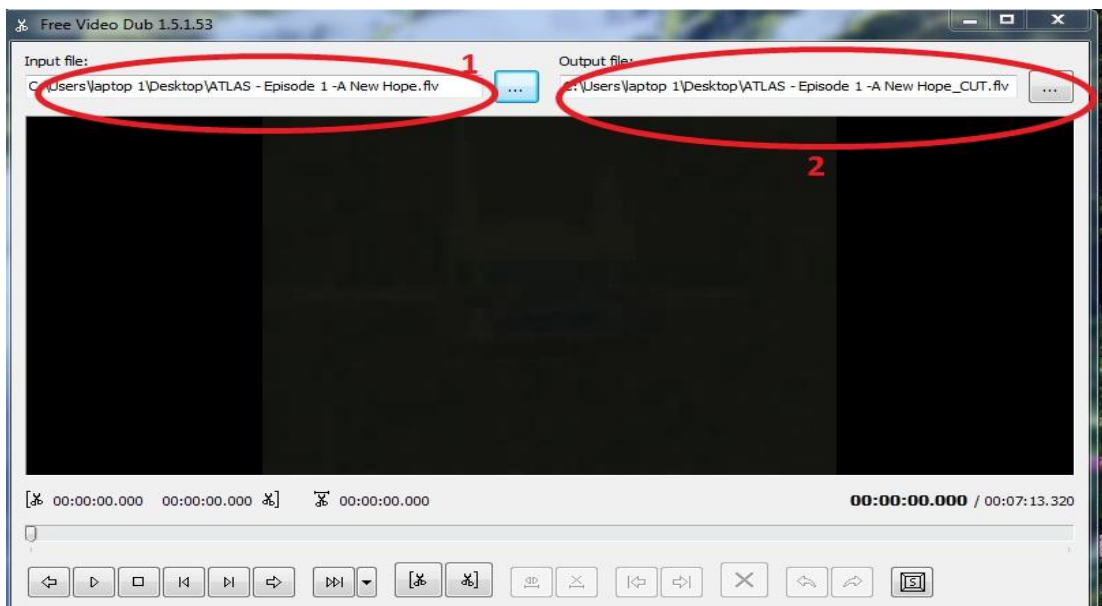 Free Video Dub 1.5.1.53
Input file:
1
Output file:
C:\Users\laptop 1\Desktop\ATLAS - Episode 1 -A New Hope.flv
...
C:\Users\laptop 1\Desktop\ATLAS - Episode 1 -A New Hope_CUT.flv
...
2
00:00:00.000 00:00:00.000 00:00:00.000
00:00:00.000 / 00:07:13.320
S